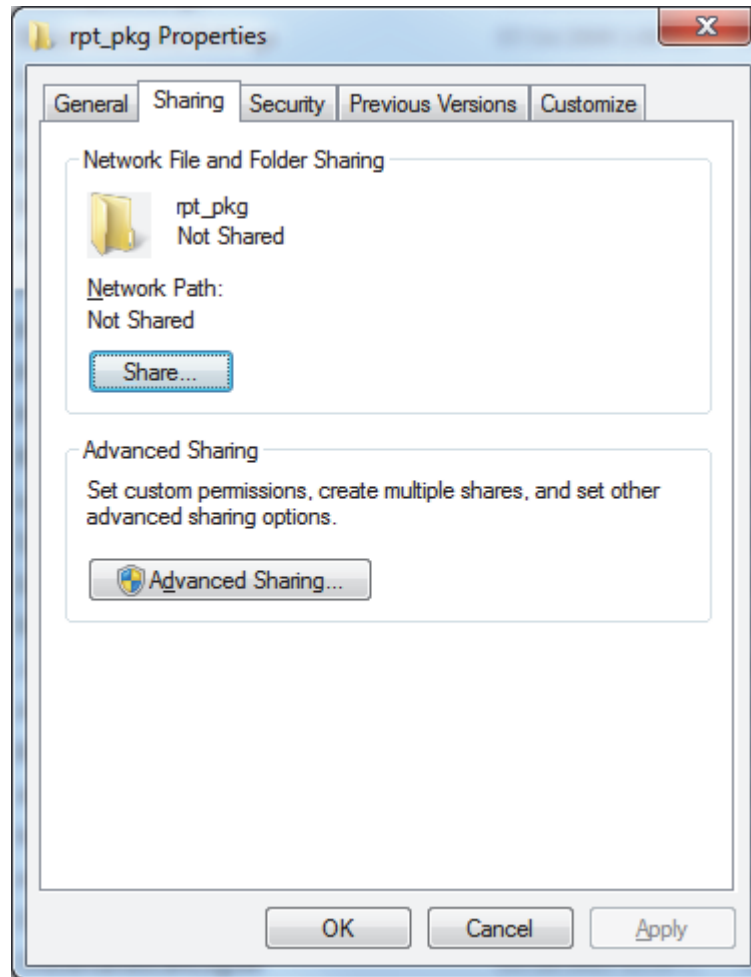 rpt_pkg Properties
General Sharing Security Previous Versions Customize
Network File and Folder Sharing
rpt_pkg
Not Shared
Network Path:
Not Shared
Share...
Advanced Sharing
Set custom permissions, create multiple shares, and set other
advanced sharing options.
Advanced Sharing...
OK Cancel Apply